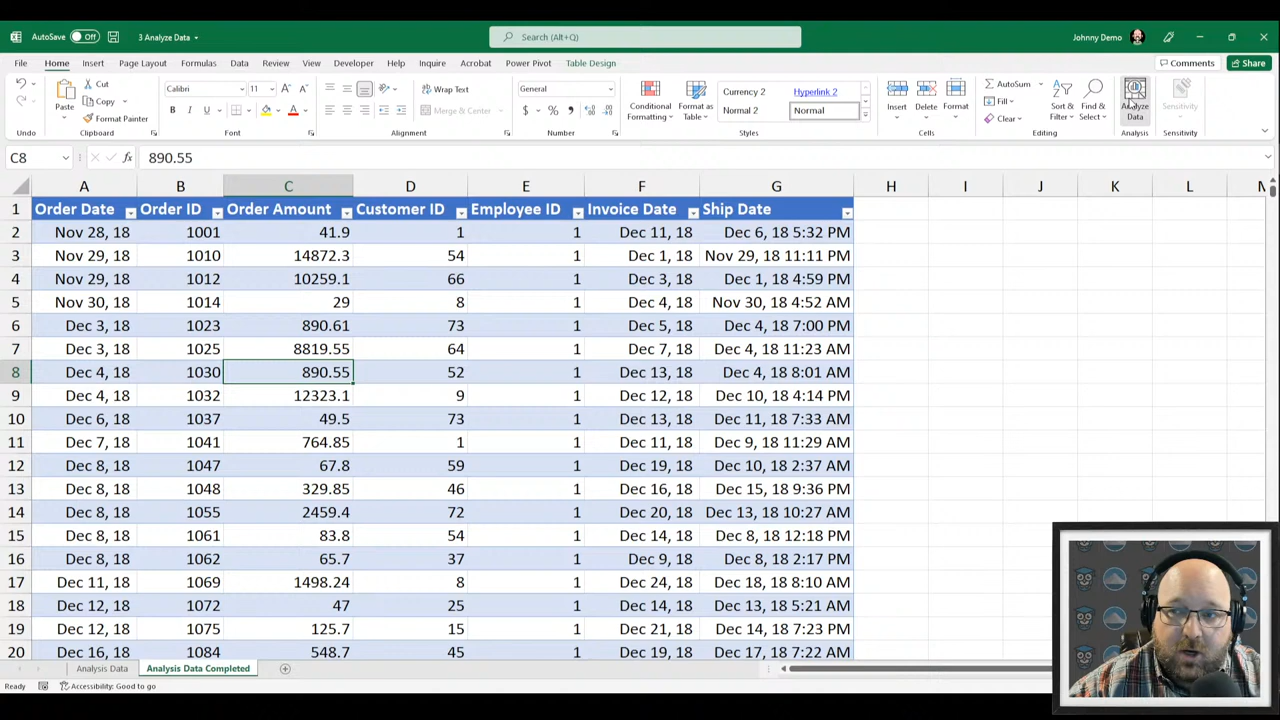 AutoSave Off 3 Analyze Data Search (Alt+Q) Johnny Demo
File Home Insert Page Layout Formulas Data Review View Developer Help Inquire Acrobat Power Pivot Table Design Comments Share
Cut
Copy
Format Painter
Paste
Undo Clipboard
Calibri 11
B I U
Font
Wrap Text
Merge & Center
Alignment
General
$ % 9
Number
Conditional Formatting
Format as Table
Currency 2 Hyperlink 2
Normal 2 Normal
Styles
Insert Delete Format
Cells
AutoSum
Fill
Clear
Sort & Filter
Find & Select
Editing
Analyze Data
Analysis
Sensitivity
Sensitivity
C8 fx 890.55
A B C D E F G H I J K L M
1 Order Date Order ID Order Amount Customer ID Employee ID Invoice Date Ship Date
2 Nov 28, 18 1001 41.9 1 1 Dec 11, 18 Dec 6, 18 5:32 PM
3 Nov 29, 18 1010 14872.3 54 1 Dec 1, 18 Nov 29, 18 11:11 PM
4 Nov 29, 18 1012 10259.1 66 1 Dec 3, 18 Dec 1, 18 4:59 PM
5 Nov 30, 18 1014 29 8 1 Dec 4, 18 Nov 30, 18 4:52 AM
6 Dec 3, 18 1023 890.61 73 1 Dec 5, 18 Dec 4, 18 7:00 PM
7 Dec 3, 18 1025 8819.55 64 1 Dec 7, 18 Dec 4, 18 11:23 AM
8 Dec 4, 18 1030 890.55 52 1 Dec 13, 18 Dec 4, 18 8:01 AM
9 Dec 4, 18 1032 12323.1 9 1 Dec 12, 18 Dec 10, 18 4:14 PM
10 Dec 6, 18 1037 49.5 73 1 Dec 13, 18 Dec 11, 18 7:33 AM
11 Dec 7, 18 1041 764.85 1 1 Dec 11, 18 Dec 9, 18 11:29 AM
12 Dec 8, 18 1047 67.8 59 1 Dec 19, 18 Dec 10, 18 2:37 AM
13 Dec 8, 18 1048 329.85 46 1 Dec 16, 18 Dec 15, 18 9:36 PM
14 Dec 8, 18 1055 2459.4 72 1 Dec 20, 18 Dec 13, 18 10:27 AM
15 Dec 8, 18 1061 83.8 54 1 Dec 14, 18 Dec 8, 18 12:18 PM
16 Dec 8, 18 1062 65.7 37 1 Dec 9, 18 Dec 8, 18 2:17 PM
17 Dec 11, 18 1069 1498.24 8 1 Dec 24, 18 Dec 18, 18 8:10 AM
18 Dec 12, 18 1072 47 25 1 Dec 14, 18 Dec 13, 18 5:21 AM
19 Dec 12, 18 1075 125.7 15 1 Dec 21, 18 Dec 14, 18 7:23 PM
20 Dec 16, 18 1084 548.7 45 1 Dec 19, 18 Dec 17, 18 7:22 AM
Analysis Data Analysis Data Completed
Ready Accessibility: Good to go